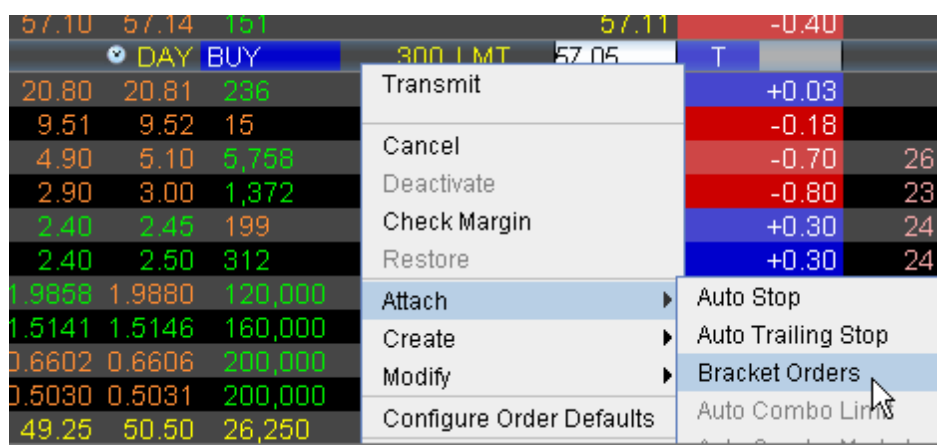 57.10 57.14 151 57.11 -0.40
DAY BUY 300 LMT 57.05 T
20.80 20.81 236 +0.03
9.51 9.52 15 -0.18
4.90 5.10 5,758 -0.70 26
2.90 3.00 1,372 -0.80 23
2.40 2.45 199 +0.30 24
2.40 2.50 312 +0.30 24
1.9858 1.9880 120,000
1.5141 1.5146 160,000
0.6602 0.6606 200,000
0.5030 0.5031 200,000
49.25 50.50 26,250
Transmit
Cancel
Deactivate
Check Margin
Restore
Attach
Create
Modify
Configure Order Defaults
Auto Stop
Auto Trailing Stop
Bracket Orders
Auto Combo Limit